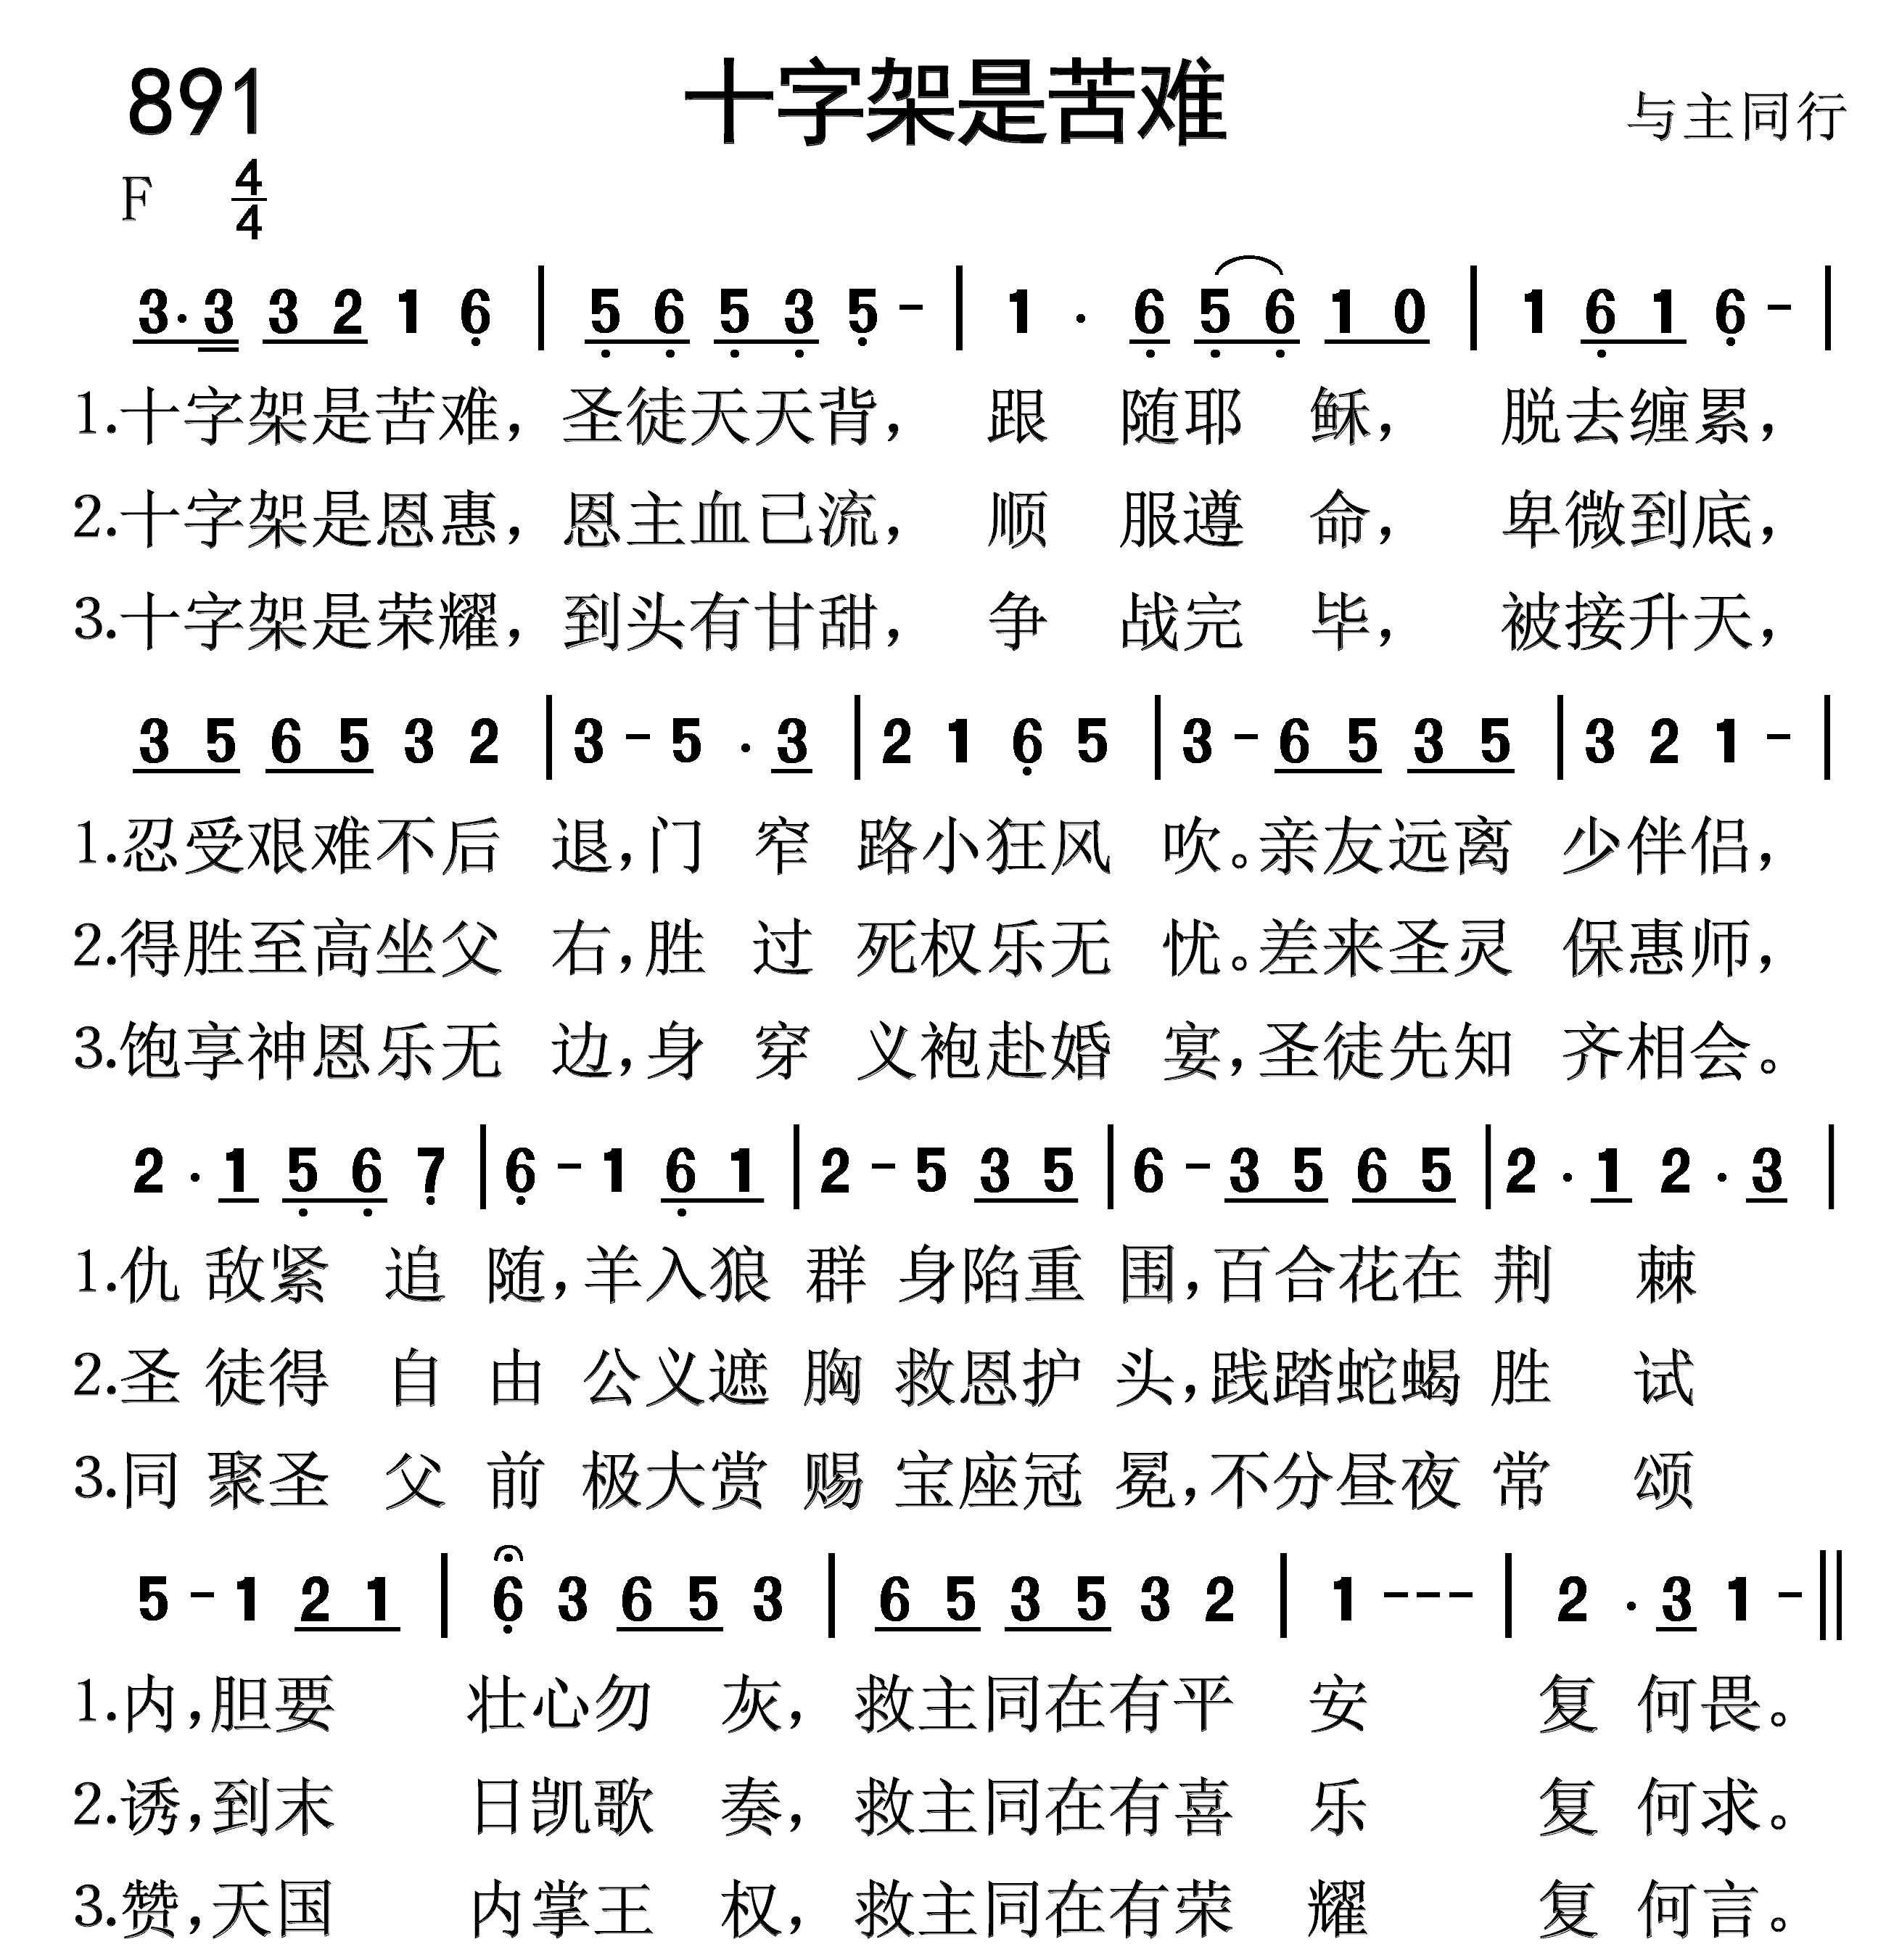 891 十字架是苦难 与主同行
F 4/4
3·3 3 2 1 6 | 5 6 5 3 5 - | 1 · 6 5 6 1 0 | 1 6 1 6 - |
1.十字架是苦难，圣徒天天背， 跟 随耶 稣， 脱去缠累，
2.十字架是恩惠，恩主血已流， 顺 服遵 命， 卑微到底，
3.十字架是荣耀，到头有甘甜， 争 战完 毕， 被接升天，
3 5 6 5 3 2 | 3 - 5 · 3 | 2 1 6 5 | 3 - 6 5 3 5 | 3 2 1 - |
1.忍受艰难不后 退，门 窄 路小狂风 吹。亲友远离 少伴侣，
2.得胜至高坐父 右，胜 过 死权乐无 忧。差来圣灵 保惠师，
3.饱享神恩乐无 边，身 穿 义袍赴婚 宴，圣徒先知 齐相会。
2 · 1 5 6 7 | 6 - 1 6 1 | 2 - 5 3 5 | 6 - 3 5 6 5 | 2 · 1 2 · 3 |
1.仇 敌紧 追 随，羊入狼 群 身陷重 围，百合花在 荆 棘
2.圣 徒得 自 由 公义遮 胸 救恩护 头，践踏蛇蝎 胜 试
3.同 聚圣 父 前 极大赏 赐 宝座冠 冕，不分昼夜 常 颂
5 - 1 2 1 | 6 3 6 5 3 | 6 5 3 5 3 2 | 1 - - - | 2 · 3 1 - ‖
1.内，胆要 壮心勿 灰，救主同在有平 安 复 何畏。
2.诱，到末 日凯歌 奏，救主同在有喜 乐 复 何求。
3.赞，天国 内掌王 权，救主同在有荣 耀 复 何言。